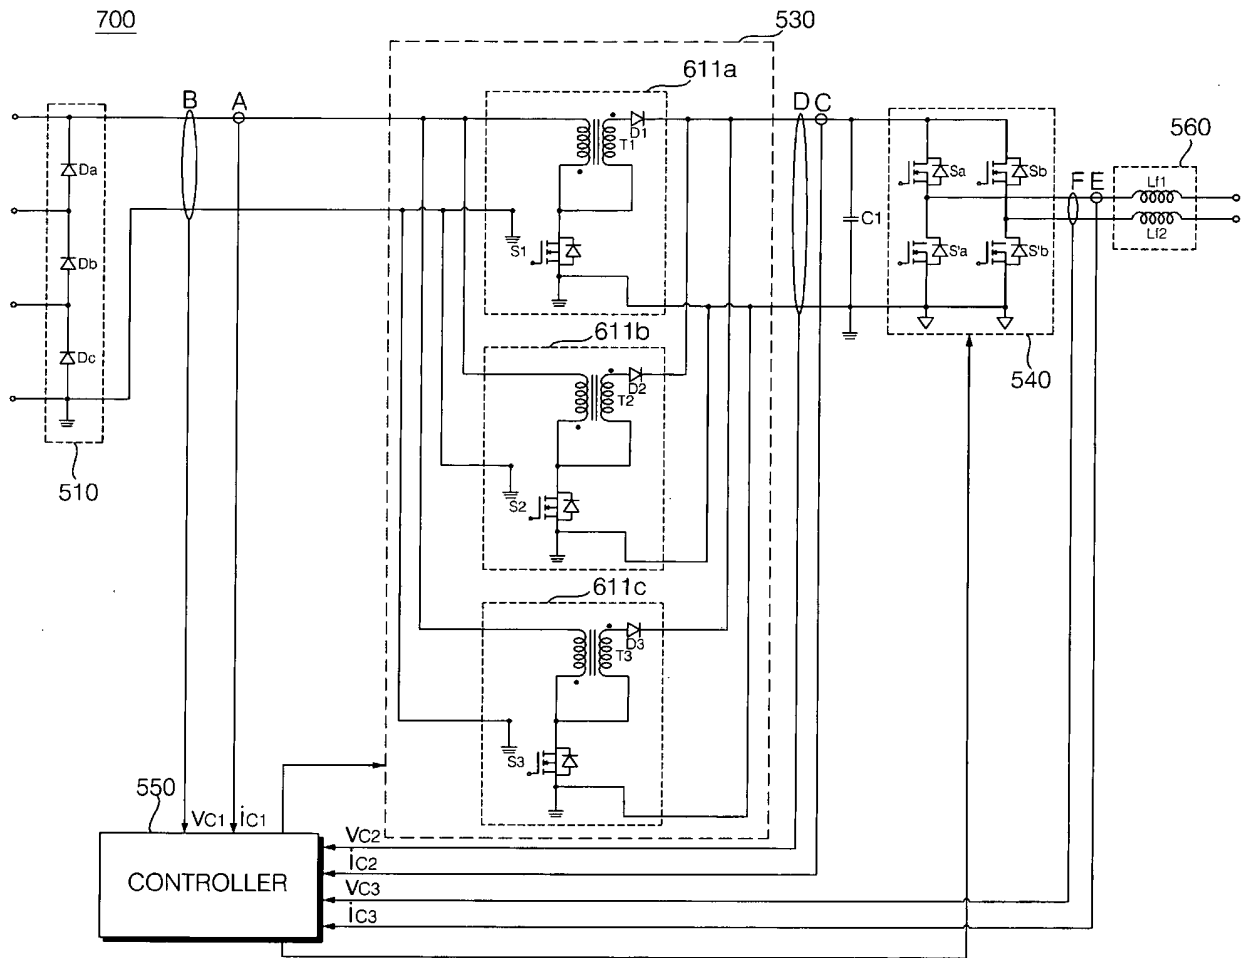 700
530
611a
B
A
D1
T1
D
C
560
Da
Sa
Sb
F
E
Lf1
Lf2
C1
S1
S'a
S'b
Db
611b
Dc
D2
T2
540
510
S2
611c
D3
T3
S3
550
VC1
iC1
VC2
iC2
VC3
iC3
CONTROLLER